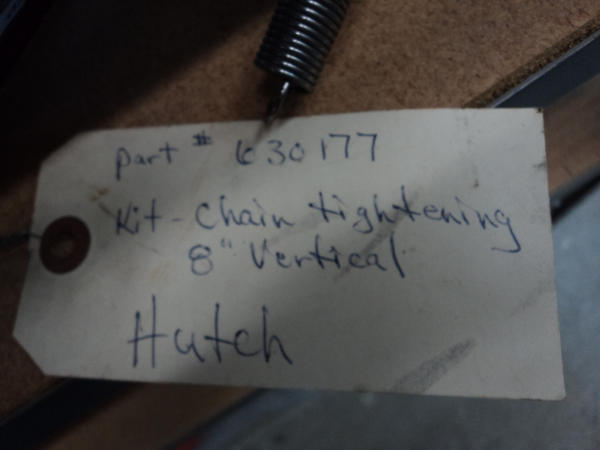 Part # 630177
Kit - Chain tightening
8" Vertical
Hutch